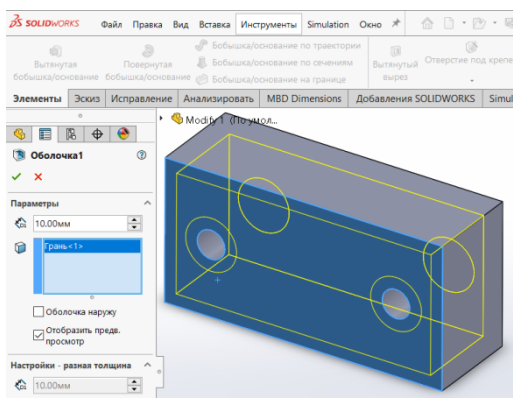 SOLIDWORKS Файл Правка Вид Вставка Инструменты Simulation Окно
Вытянутая бобышка/основание
Повернутая бобышка/основание
Бобышка/основание по траектории
Бобышка/основание по сечениям
Бобышка/основание на границе
Вытянутый вырез
Отверстие под крепе
Элементы Эскиз Исправление Анализировать MBD Dimensions Добавления SOLIDWORKS Simul
Modify 1 (По умол...
Оболочка1
Параметры
10.00мм
Грань<1>
Оболочка наружу
Отобразить предв.
просмотр
Настройки - разная толщина
10.00мм